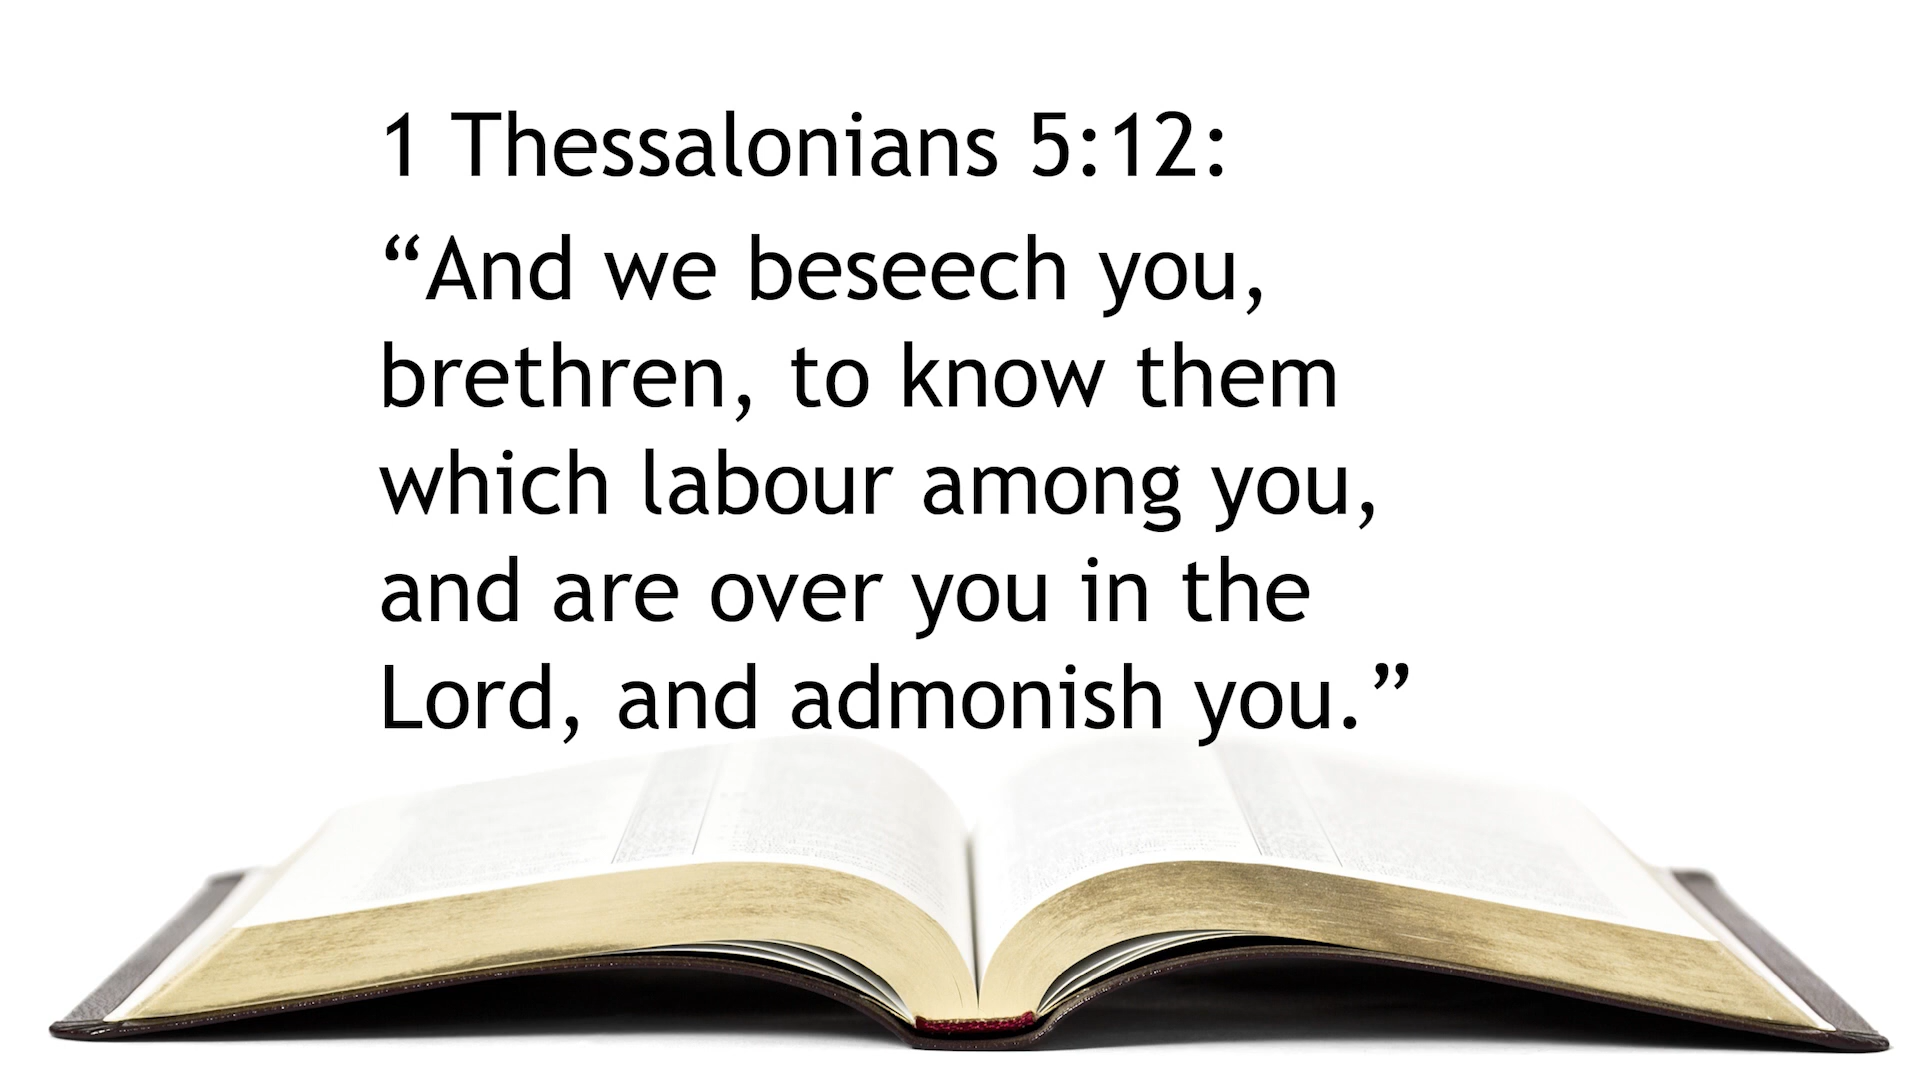 1 Thessalonians 5:12:
“And we beseech you,
brethren, to know them
which labour among you,
and are over you in the
Lord, and admonish you.”